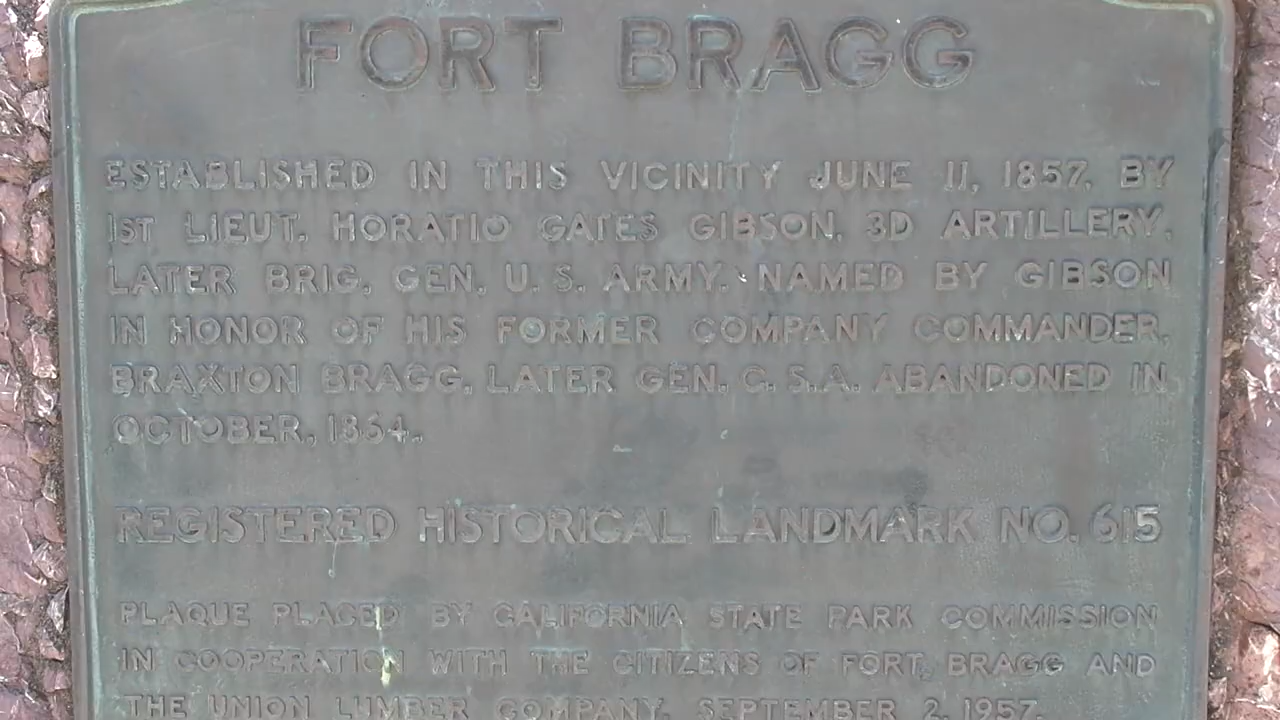 FORT BRAGG
ESTABLISHED IN THIS VICINITY JUNE 11, 1857, BY
1ST LIEUT. HORATIO GATES GIBSON, 3D ARTILLERY,
LATER BRIG. GEN., U. S. ARMY. NAMED BY GIBSON
IN HONOR OF HIS FORMER COMPANY COMMANDER,
BRAXTON BRAGG, LATER GEN., C. S. A. ABANDONED IN
OCTOBER, 1864.
REGISTERED HISTORICAL LANDMARK NO. 615
PLAQUE PLACED BY CALIFORNIA STATE PARK COMMISSION
IN COOPERATION WITH THE CITIZENS OF FORT BRAGG AND
THE UNION LUMBER COMPANY, SEPTEMBER 2, 1957.